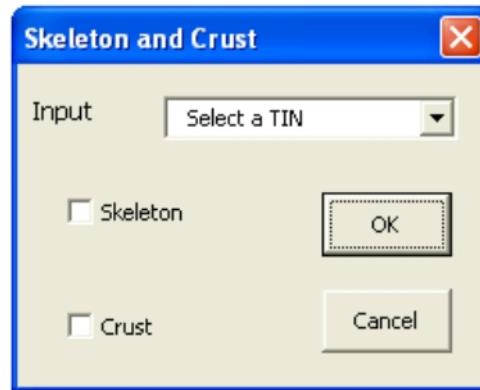 Skeleton and Crust
Input
Select a TIN
Skeleton
OK
Crust
Cancel